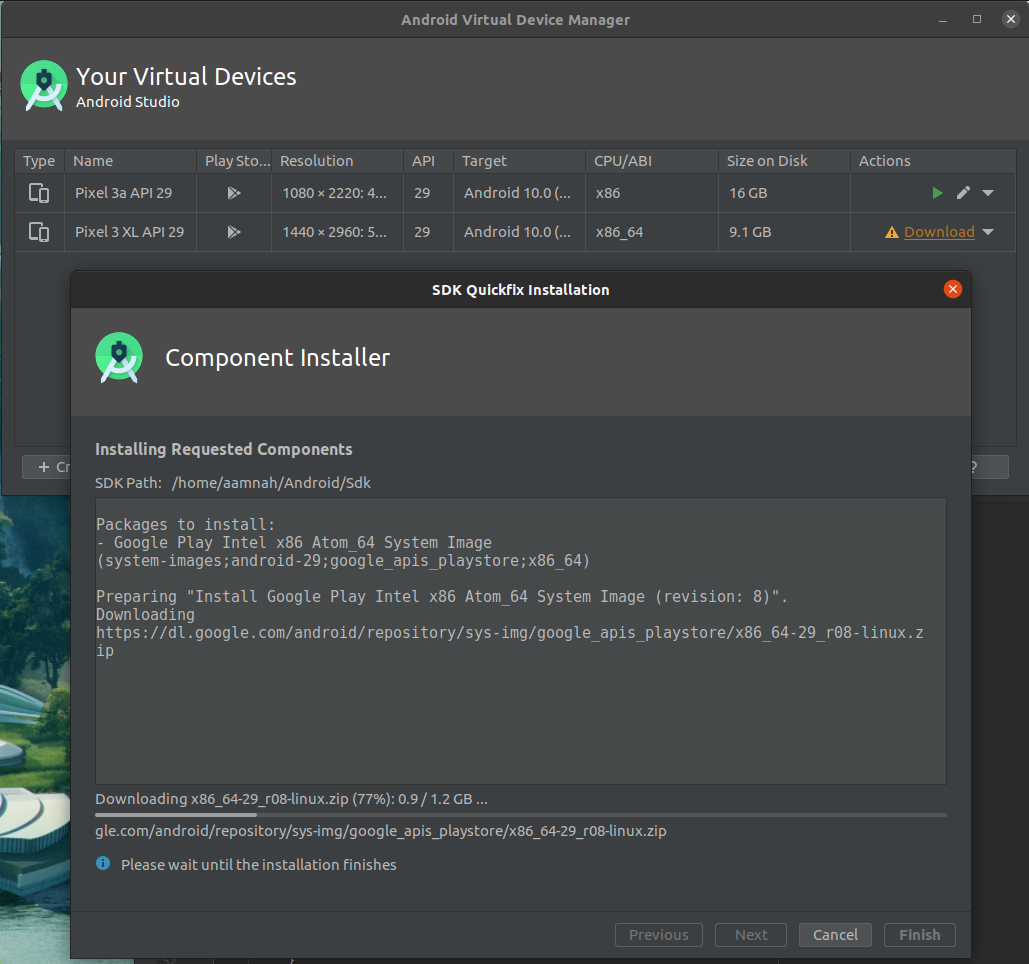 Android Virtual Device Manager
Your Virtual Devices
Android Studio
Type Name Play Sto... Resolution API Target CPU/ABI Size on Disk Actions
Pixel 3a API 29 1080 × 2220: 4... 29 Android 10.0 (... x86 16 GB
Pixel 3 XL API 29 1440 × 2960: 5... 29 Android 10.0 (... x86_64 9.1 GB Download
+ Cr ?
SDK Quickfix Installation
Component Installer
Installing Requested Components
SDK Path: /home/aamnah/Android/Sdk
Packages to install:
- Google Play Intel x86 Atom_64 System Image
(system-images;android-29;google_apis_playstore;x86_64)
Preparing "Install Google Play Intel x86 Atom_64 System Image (revision: 8)".
Downloading
https://dl.google.com/android/repository/sys-img/google_apis_playstore/x86_64-29_r08-linux.z
ip
Downloading x86_64-29_r08-linux.zip (77%): 0.9 / 1.2 GB ...
gle.com/android/repository/sys-img/google_apis_playstore/x86_64-29_r08-linux.zip
Please wait until the installation finishes
Previous Next Cancel Finish